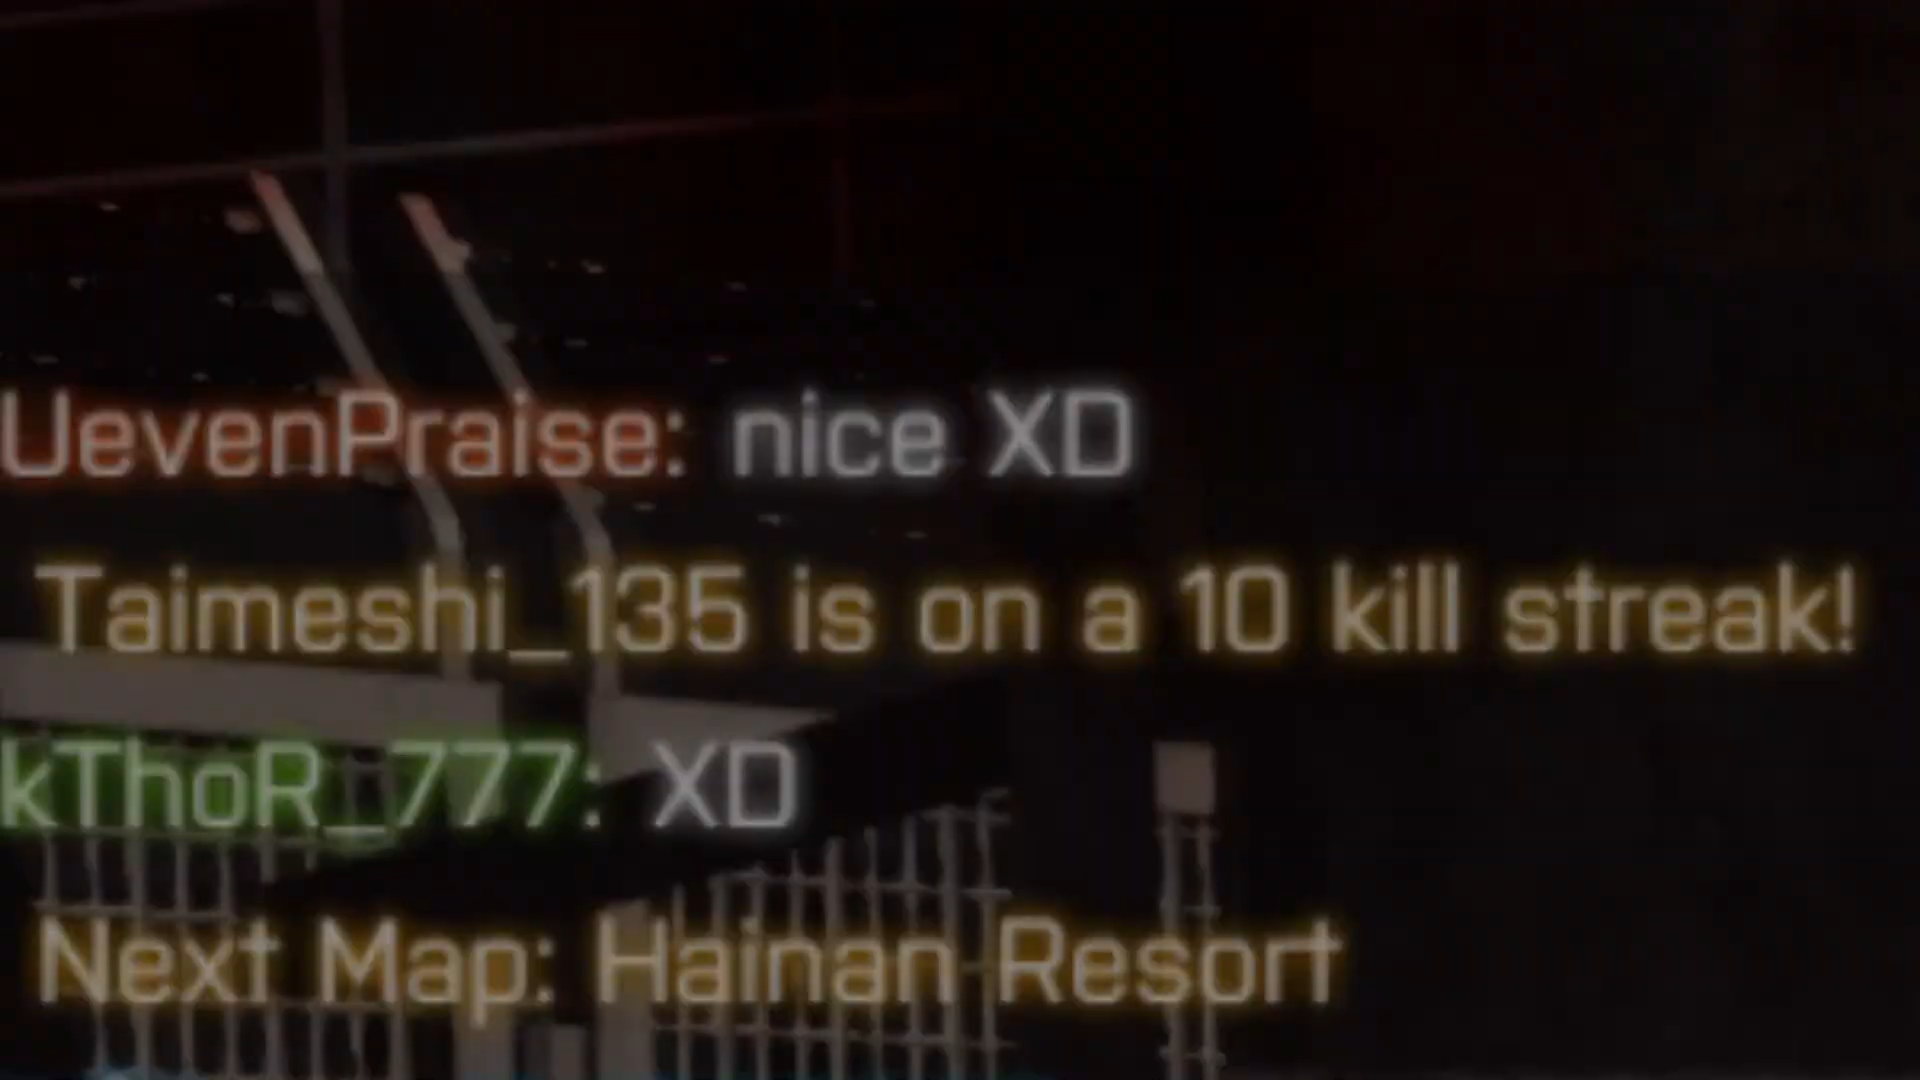 UevenPraise: nice XD
Taimeshi_135 is on a 10 kill streak!
kThoR_777: XD
Next Map: Hainan Resort